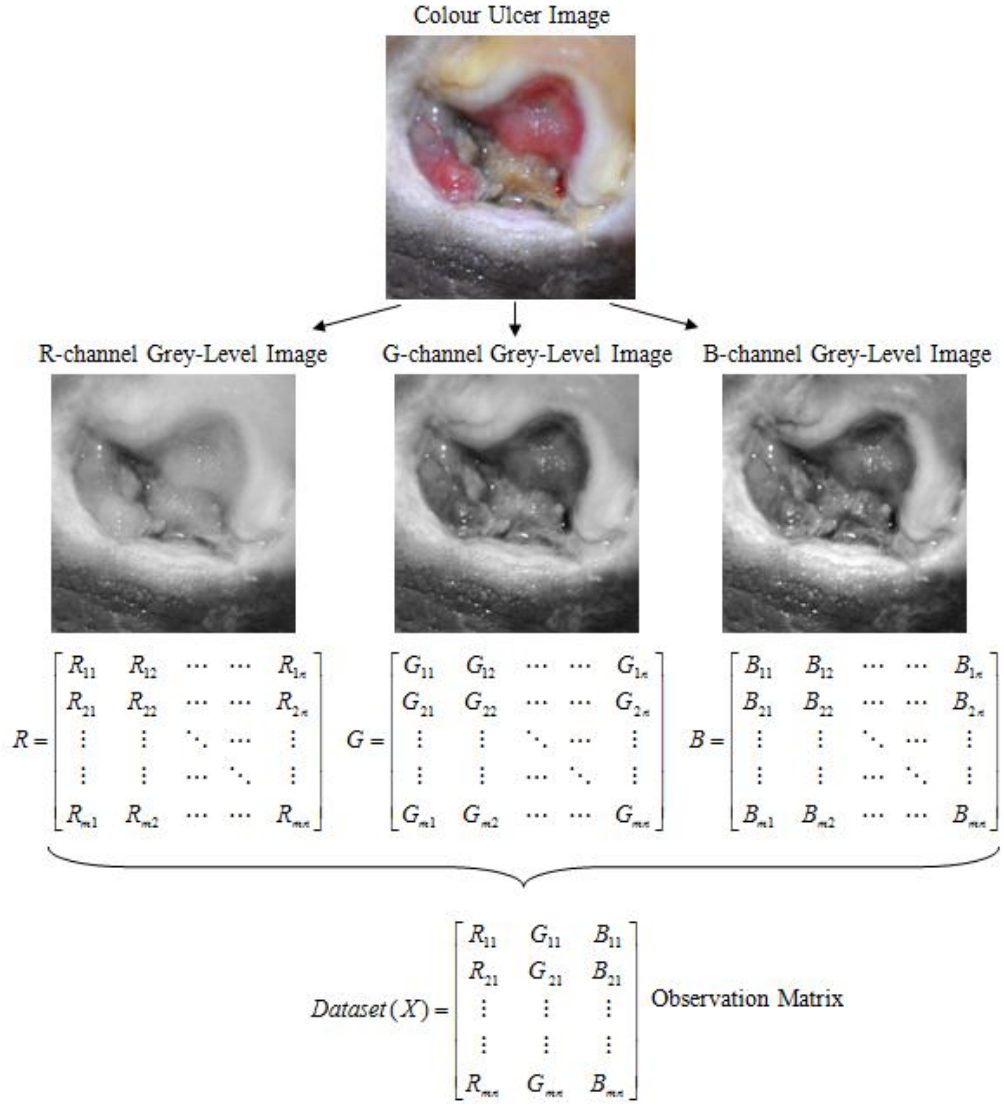 Colour Ulcer Image
R-channel Grey-Level Image G-channel Grey-Level Image B-channel Grey-Level Image
R = [ R₁₁ R₁₂ ⋯ ⋯ R₁ₙ
R₂₁ R₂₂ ⋯ ⋯ R₂ₙ
⋮ ⋮ ⋱ ⋯ ⋮
⋮ ⋮ ⋯ ⋱ ⋮
Rₘ₁ Rₘ₂ ⋯ ⋯ Rₘₙ ]
G = [ G₁₁ G₁₂ ⋯ ⋯ G₁ₙ
G₂₁ G₂₂ ⋯ ⋯ G₂ₙ
⋮ ⋮ ⋱ ⋯ ⋮
⋮ ⋮ ⋯ ⋱ ⋮
Gₘ₁ Gₘ₂ ⋯ ⋯ Gₘₙ ]
B = [ B₁₁ B₁₂ ⋯ ⋯ B₁ₙ
B₂₁ B₂₂ ⋯ ⋯ B₂ₙ
⋮ ⋮ ⋱ ⋯ ⋮
⋮ ⋮ ⋯ ⋱ ⋮
Bₘ₁ Bₘ₂ ⋯ ⋯ Bₘₙ ]
Dataset(X) = [ R₁₁ G₁₁ B₁₁
R₂₁ G₂₁ B₂₁
⋮ ⋮ ⋮
⋮ ⋮ ⋮
Rₘₙ Gₘₙ Bₘₙ ]
Observation Matrix